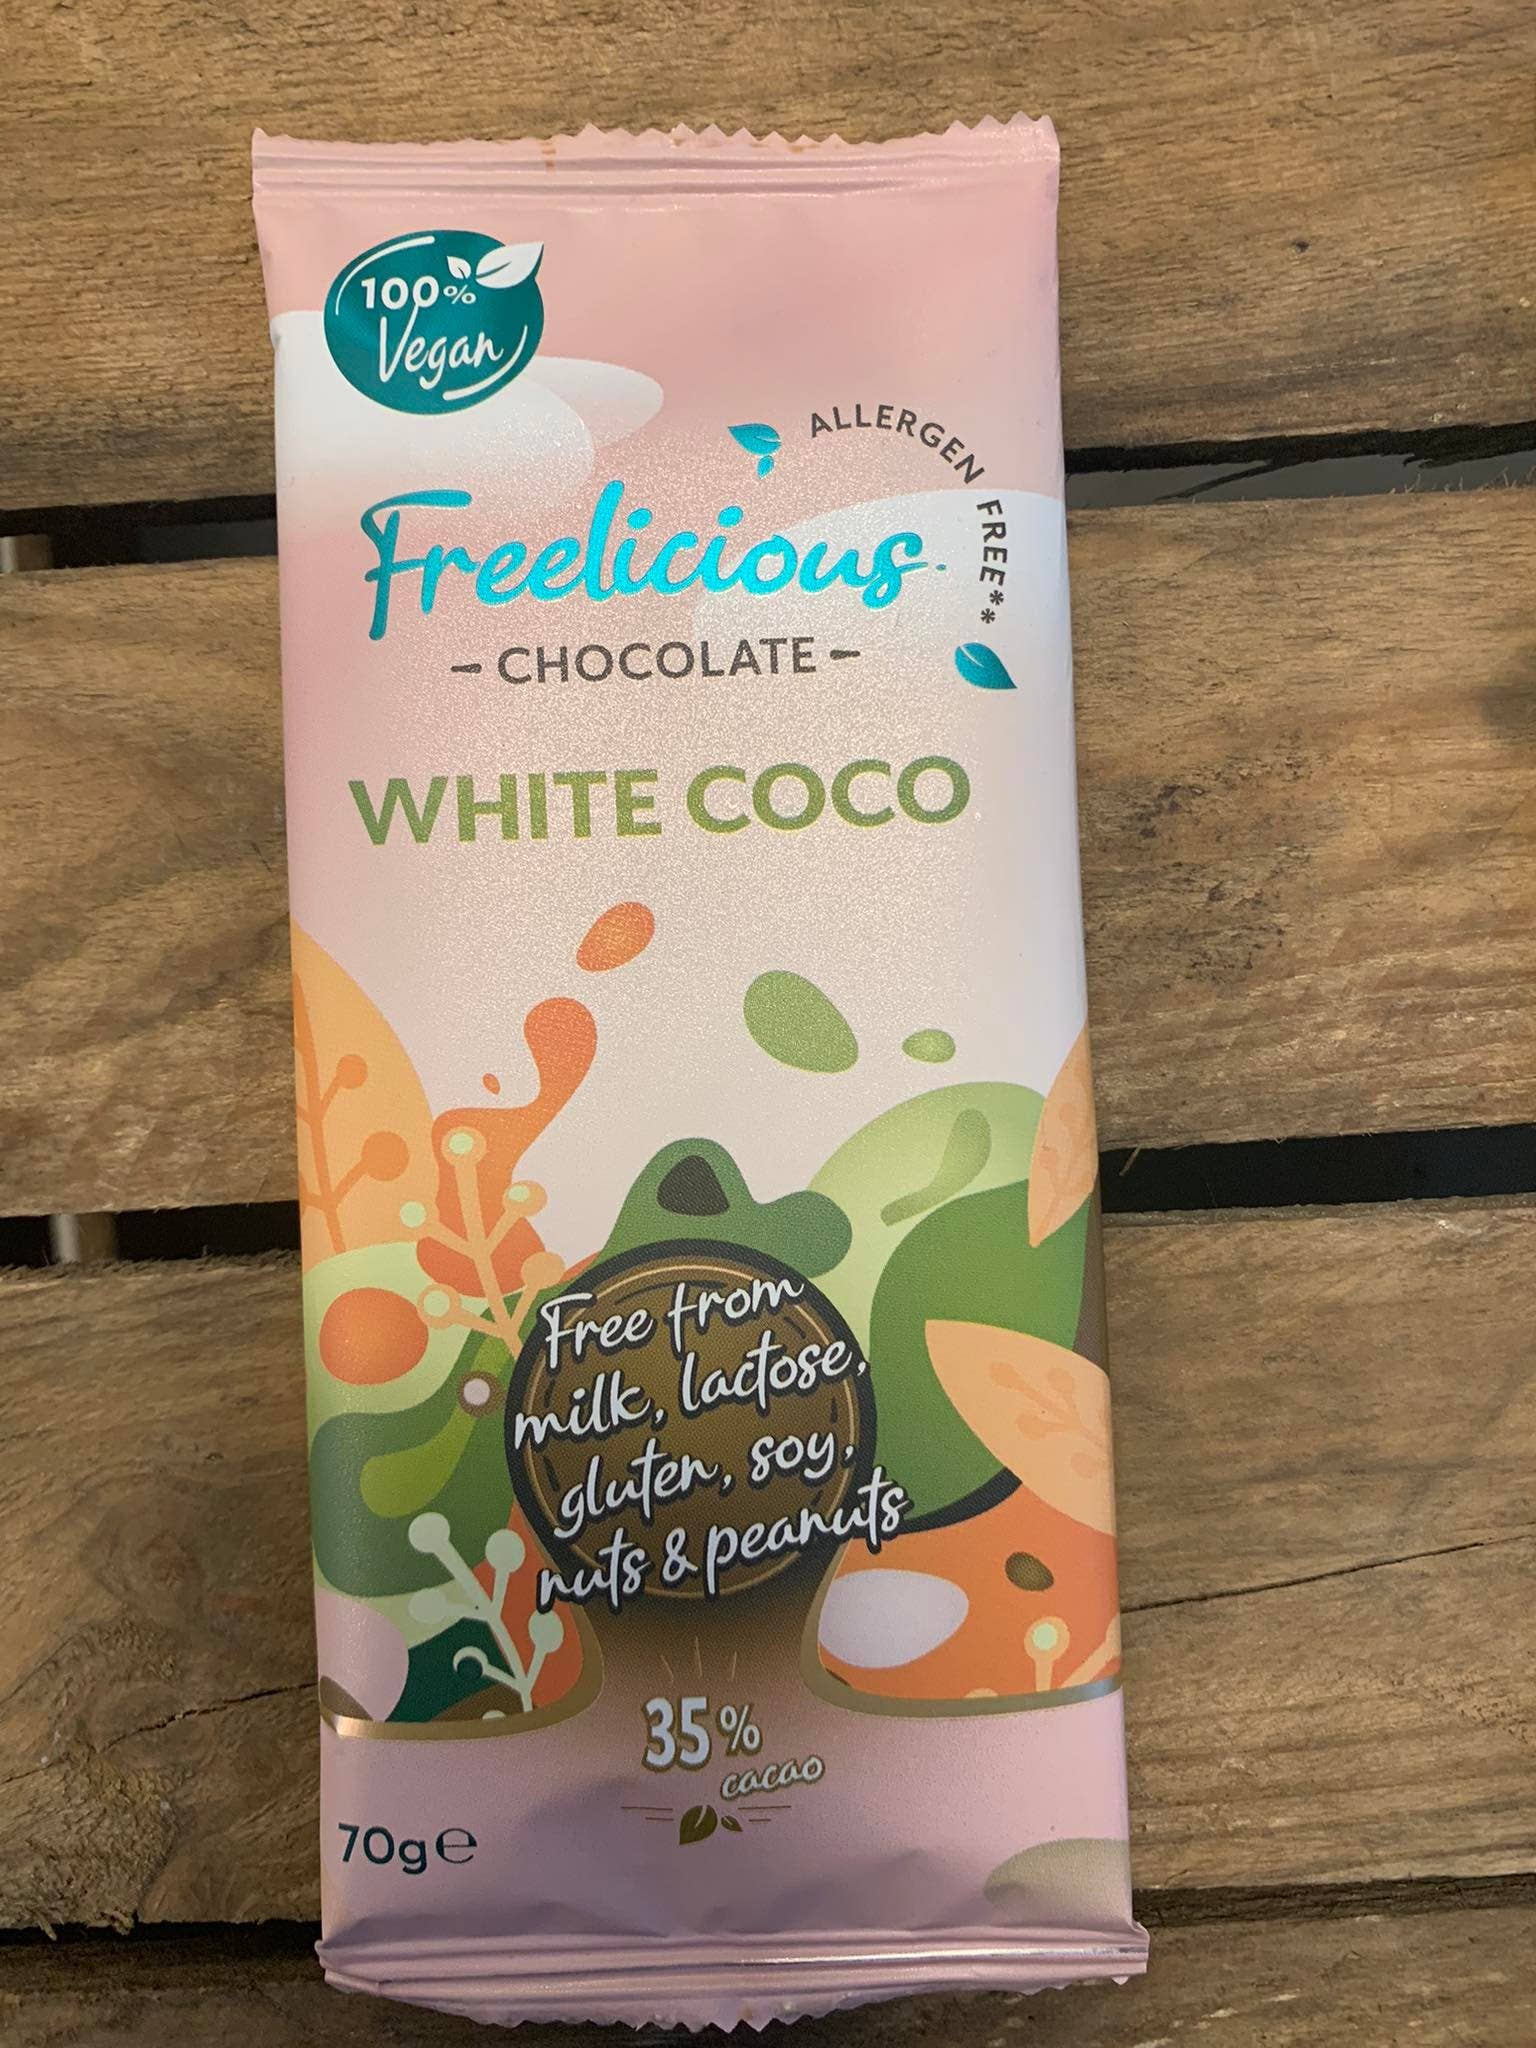 100%
Vegan
ALLERGEN FREE**
Freelicious
- CHOCOLATE -
WHITE COCO
Free from
milk, lactose,
gluten, soy,
nuts & peanuts
35%
cacao
70g℮